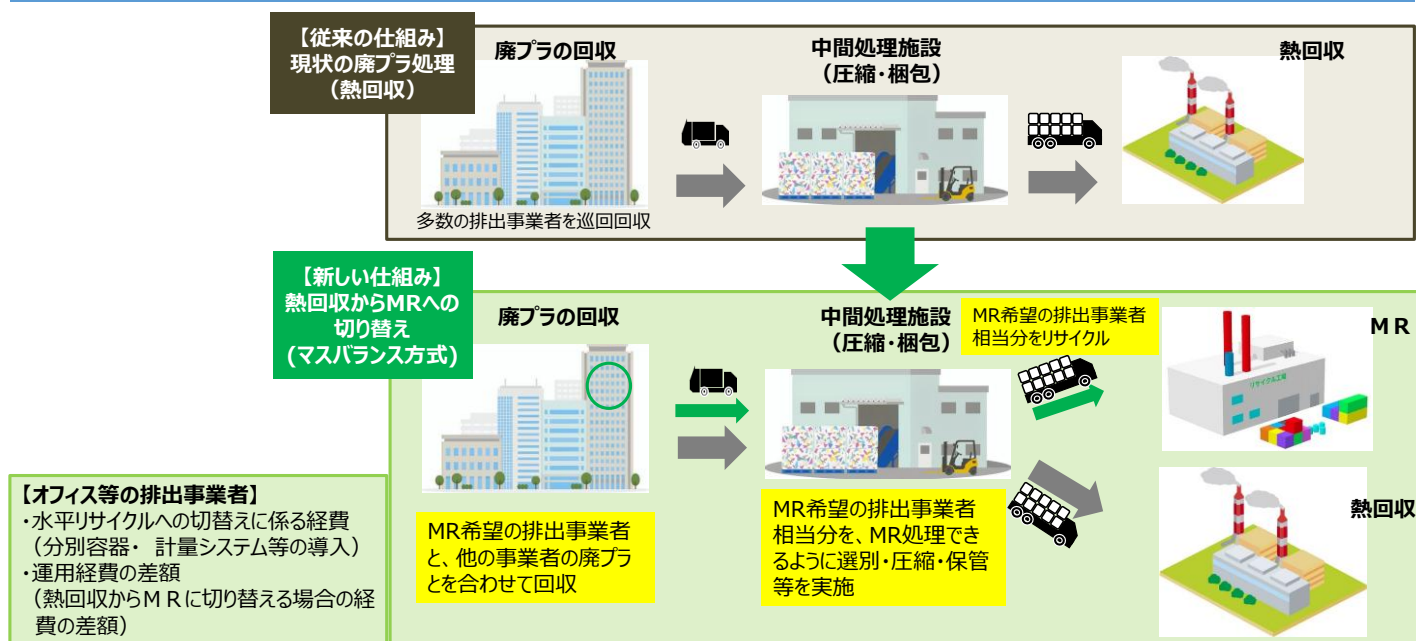 【従来の仕組み】
現状の廃プラ処理
（熱回収）
廃プラの回収
中間処理施設
（圧縮・梱包）
熱回収
多数の排出事業者を巡回回収
【新しい仕組み】
熱回収からMRへの
切り替え
(マスバランス方式)
廃プラの回収
中間処理施設
（圧縮・梱包）
MR希望の排出事業者
相当分をリサイクル
ＭＲ
リサイクル工場
熱回収
MR希望の排出事業者
と、他の事業者の廃プラ
とを合わせて回収
MR希望の排出事業者
相当分を、MR処理でき
るように選別・圧縮・保管
等を実施
【オフィス等の排出事業者】
・水平リサイクルへの切替えに係る経費
（分別容器・ 計量システム等の導入）
・運用経費の差額
（熱回収からＭＲに切り替える場合の経
費の差額）